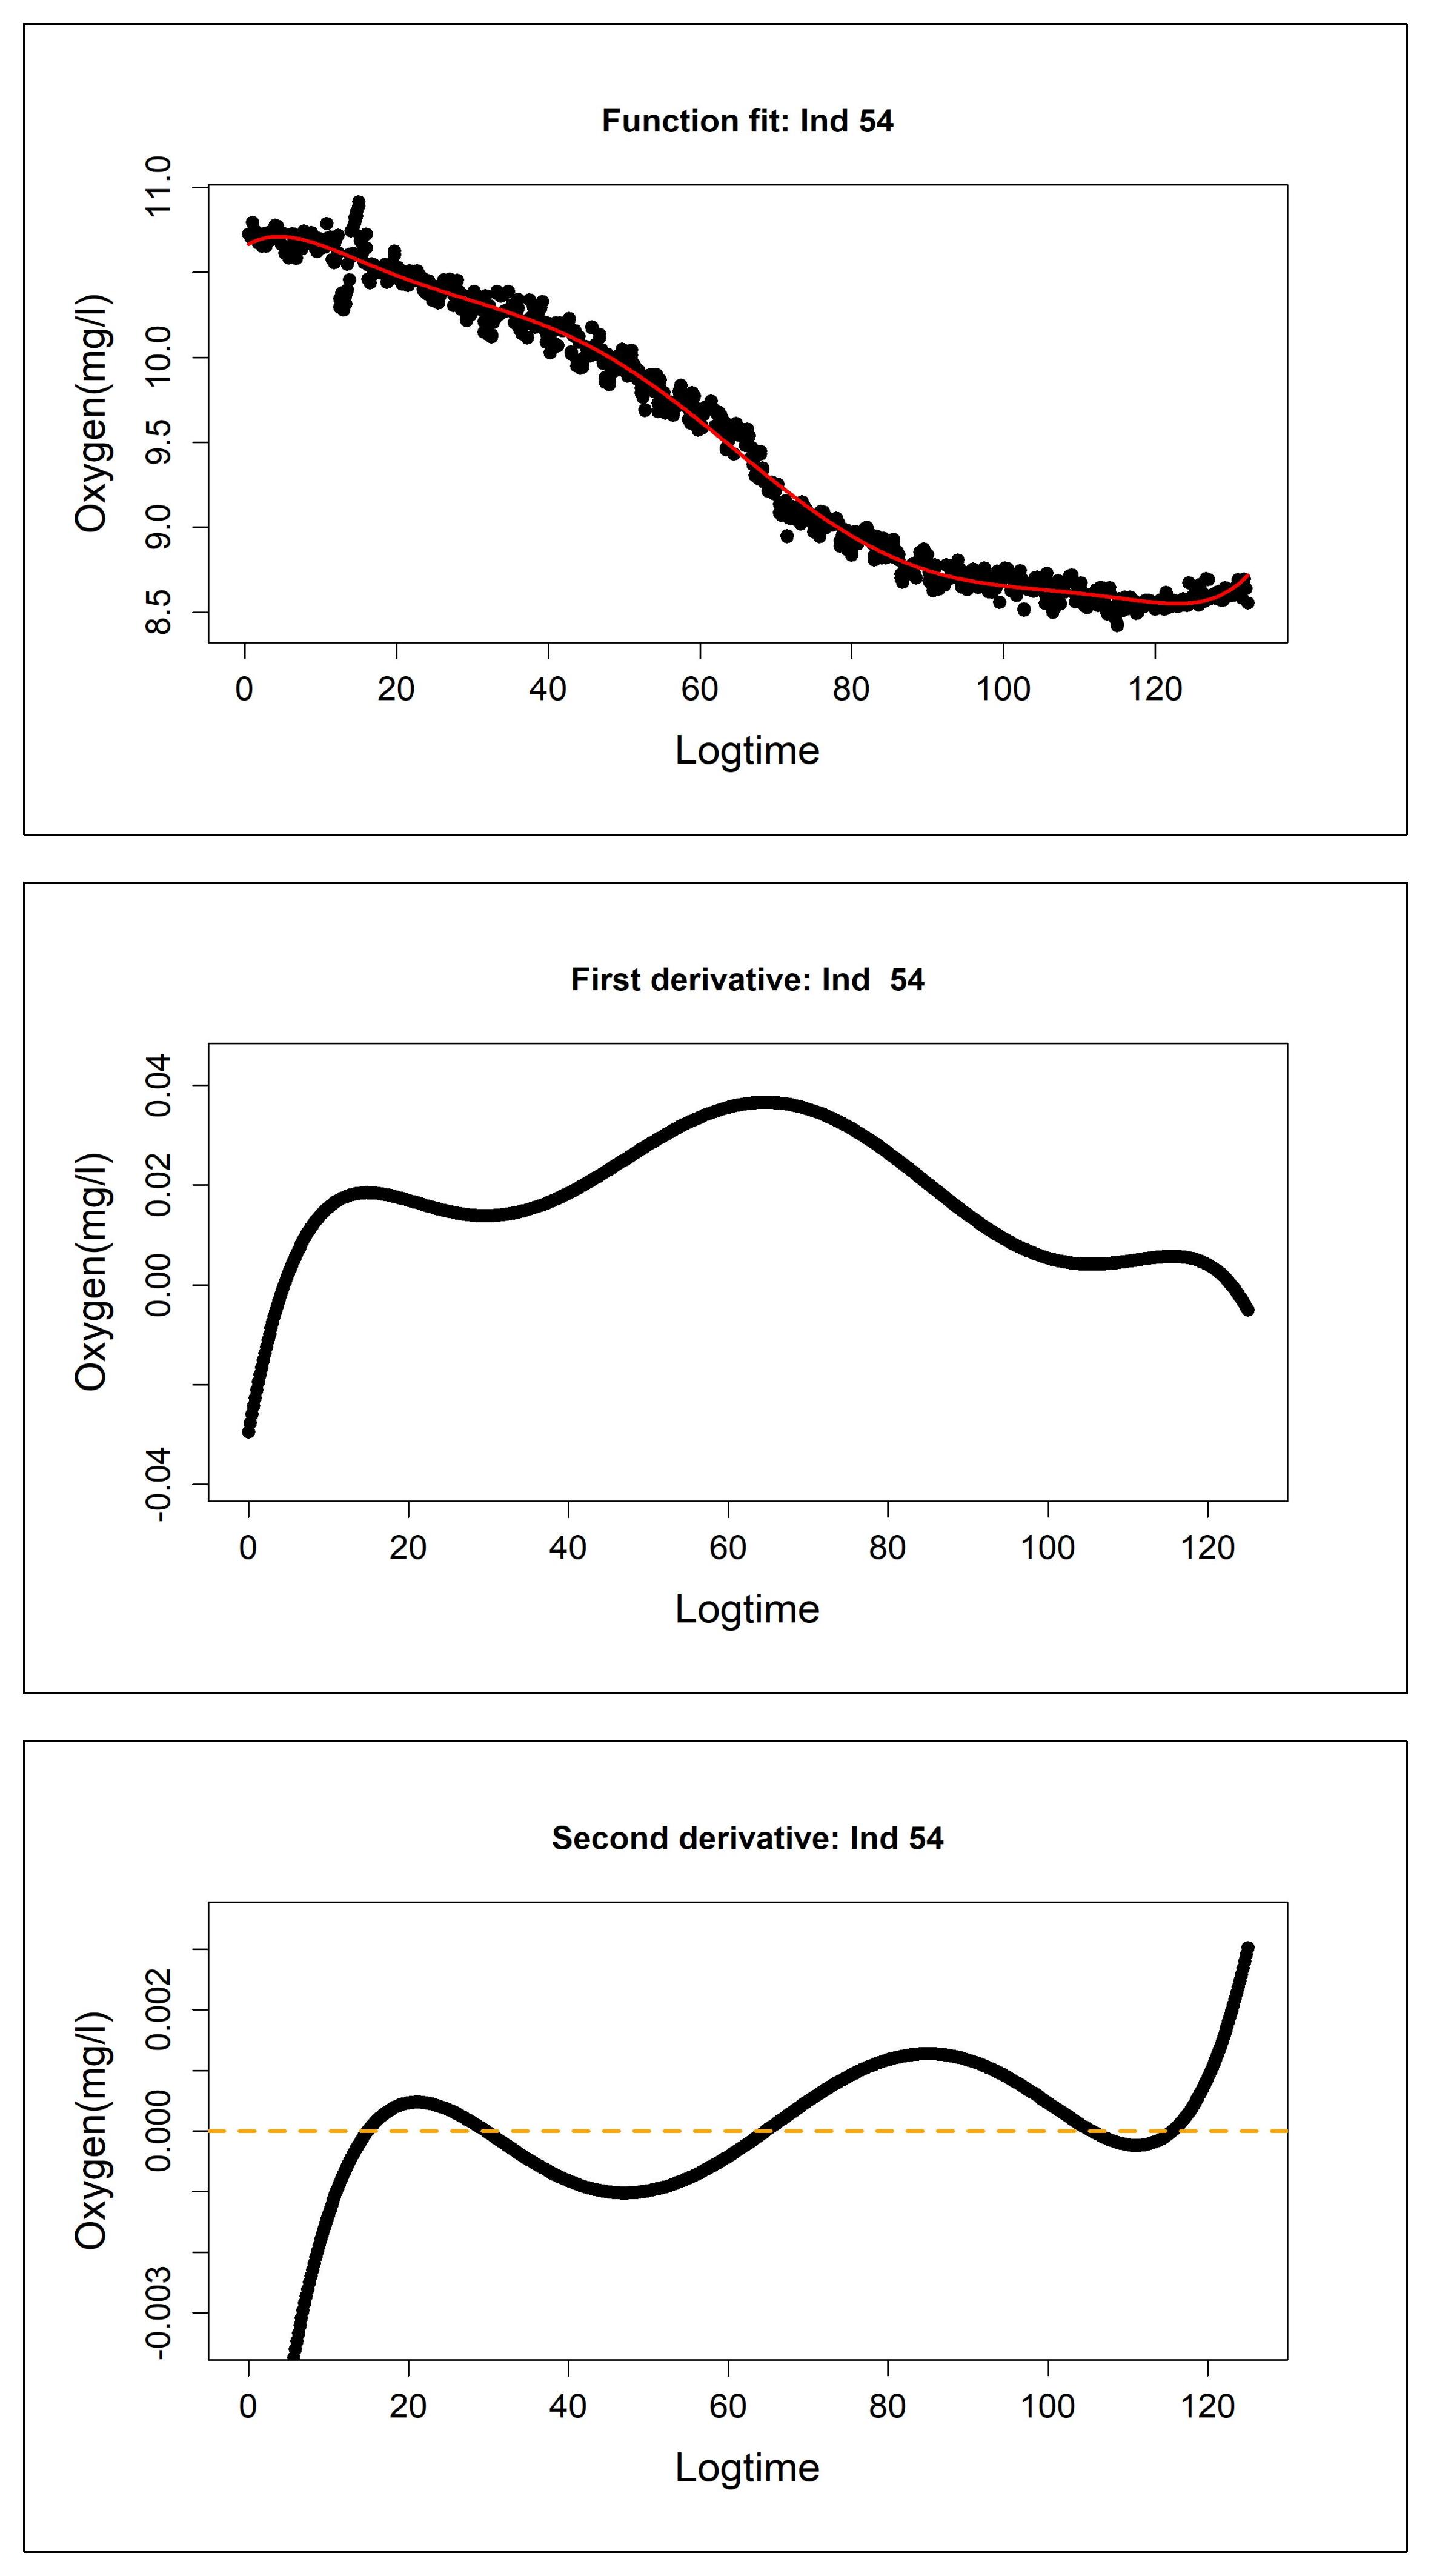 Function fit: Ind 54
Oxygen(mg/l)
11.0
10.0
9.5
9.0
8.5
0 20 40 60 80 100 120
Logtime
First derivative: Ind  54
Oxygen(mg/l)
0.04
0.02
0.00
-0.04
0 20 40 60 80 100 120
Logtime
Second derivative: Ind 54
Oxygen(mg/l)
0.002
0.000
-0.003
0 20 40 60 80 100 120
Logtime